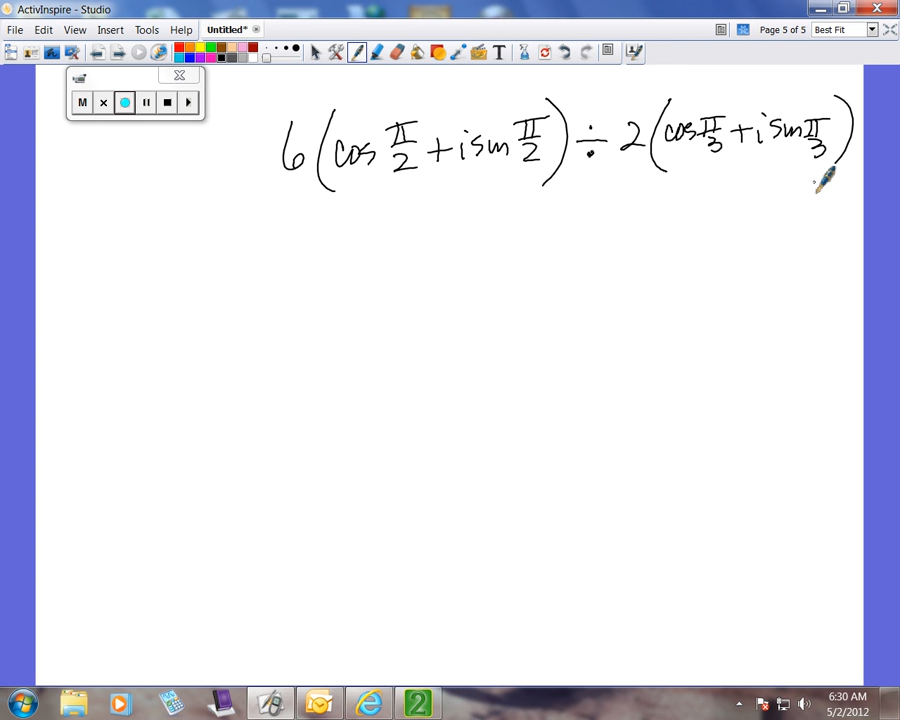 ActivInspire - Studio
File Edit View Insert Tools Help Untitled* Page 5 of 5 Best Fit
M
6(cos π/2 + i sin π/2) ÷ 2(cos π/3 + i sin π/3)
2
6:30 AM
5/2/2012